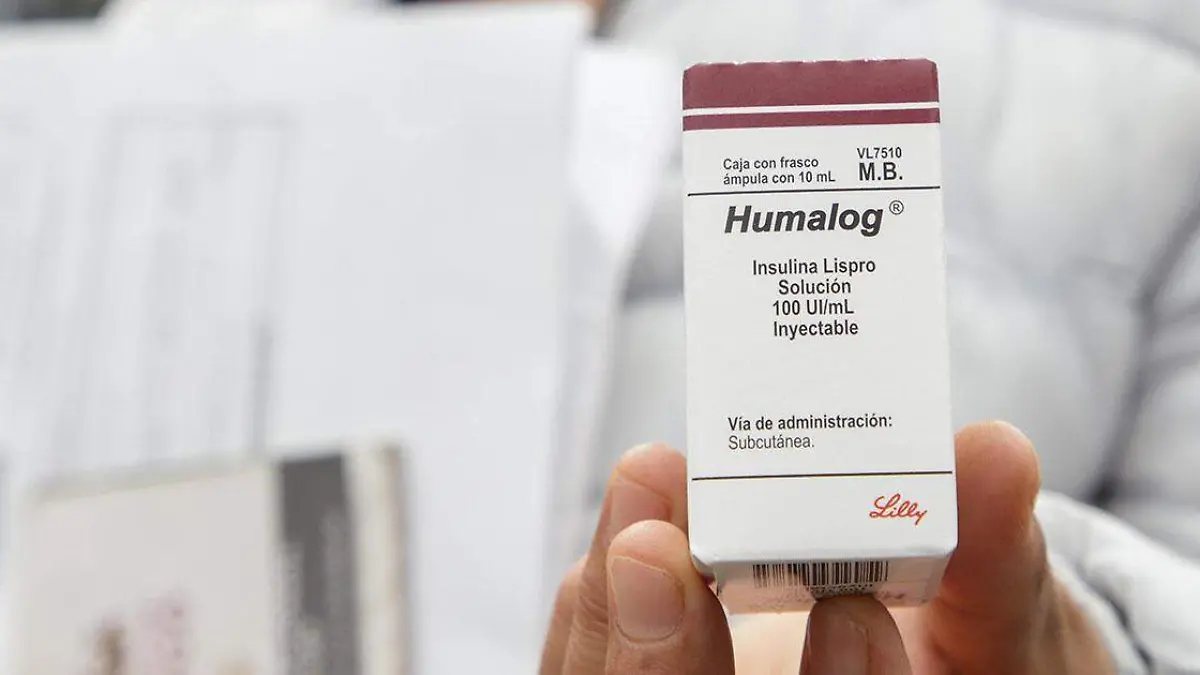 Caja con frasco
ámpula con 10 mL
VL7510
M.B.
Humalog®
Insulina Lispro
Solución
100 UI/mL
Inyectable
Vía de administración:
Subcutánea.
Lilly